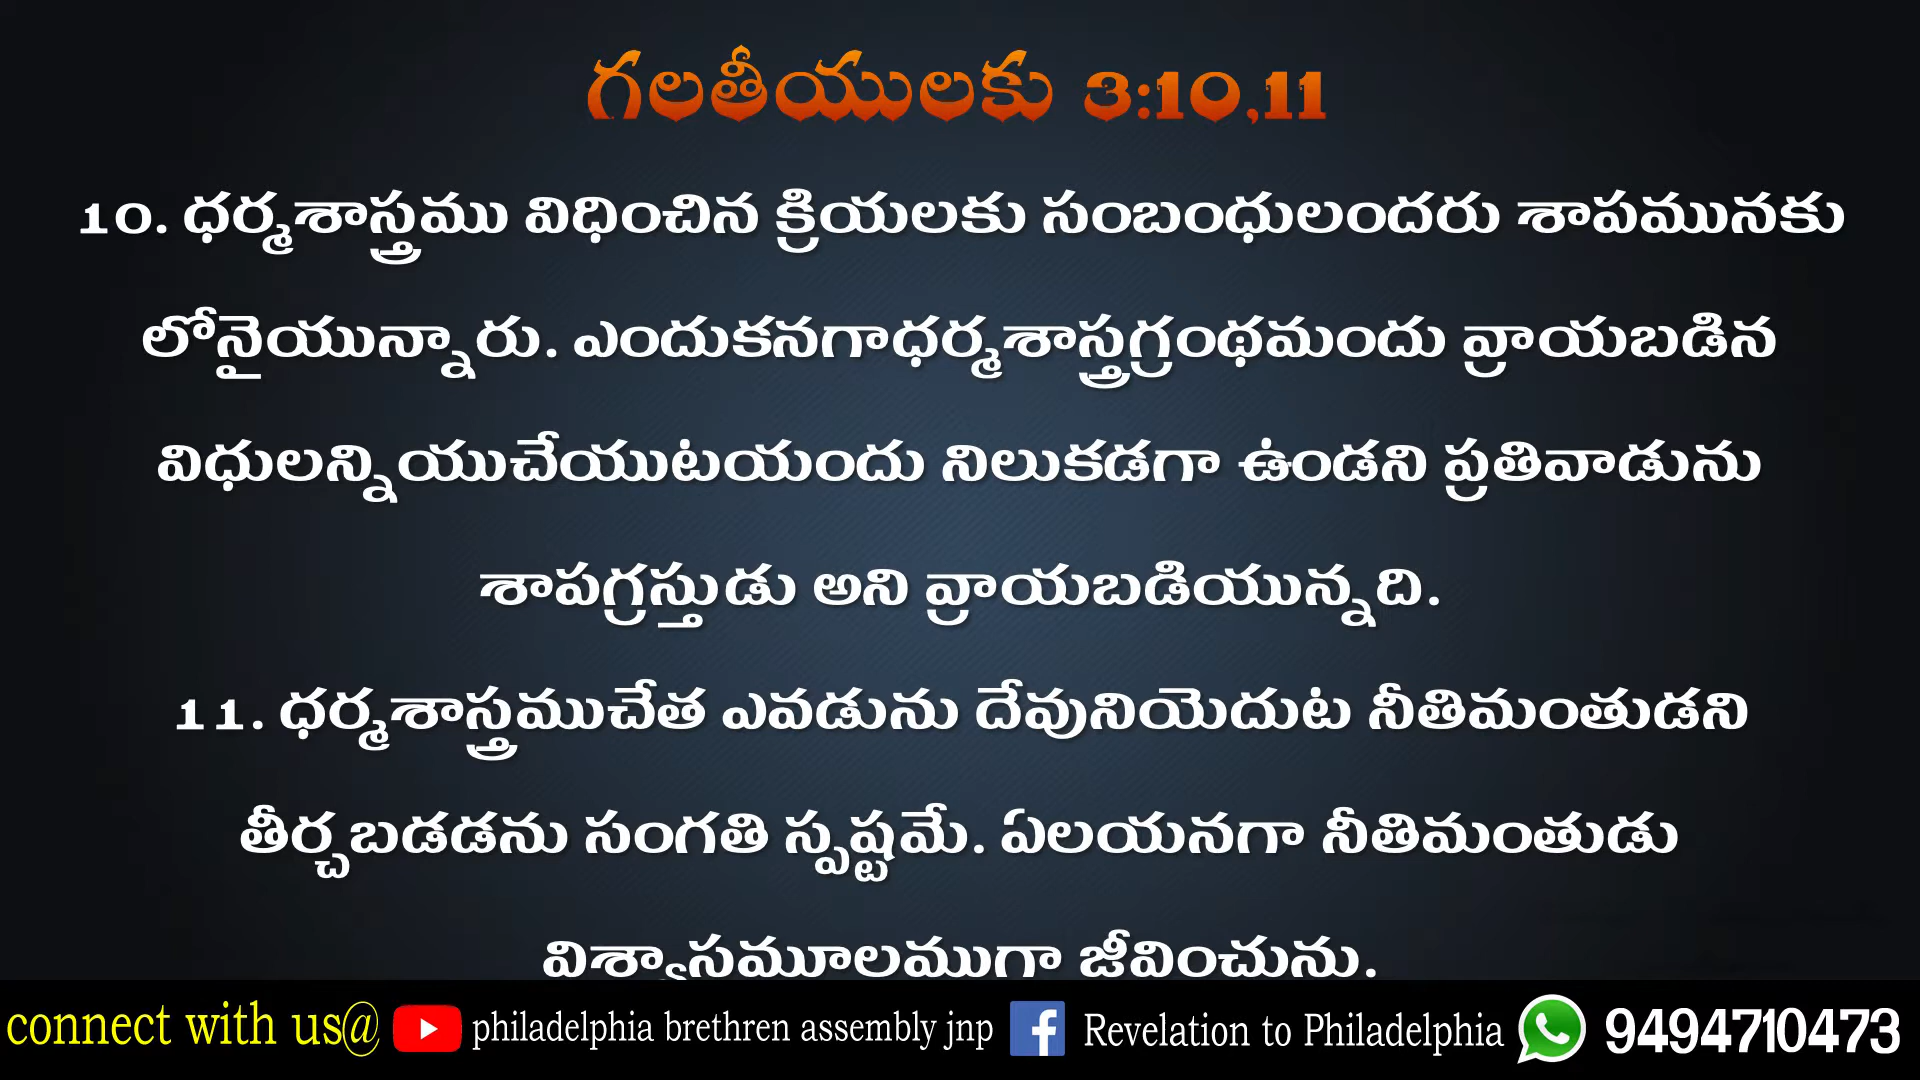 గలతీయులకు 3:10,11
10. ధర్మశాస్త్రము విధించిన క్రియలకు సంబంధులందరు శాపమునకు
లోనైయున్నారు. ఎందుకనగాధర్మశాస్త్రగ్రంథమందు వ్రాయబడిన
విధులన్నియుచేయుటయందు నిలుకడగా ఉండని ప్రతివాడును
శాపగ్రస్తుడు అని వ్రాయబడియున్నది.
11. ధర్మశాస్త్రముచేత ఎవడును దేవునియెదుట నీతిమంతుడని
తీర్చబడడను సంగతి స్పష్టమే. ఏలయనగా నీతిమంతుడు
విశ్వాసమూలముగా జీవించును.
connect with us@ philadelphia brethren assembly jnp Revelation to Philadelphia 9494710473